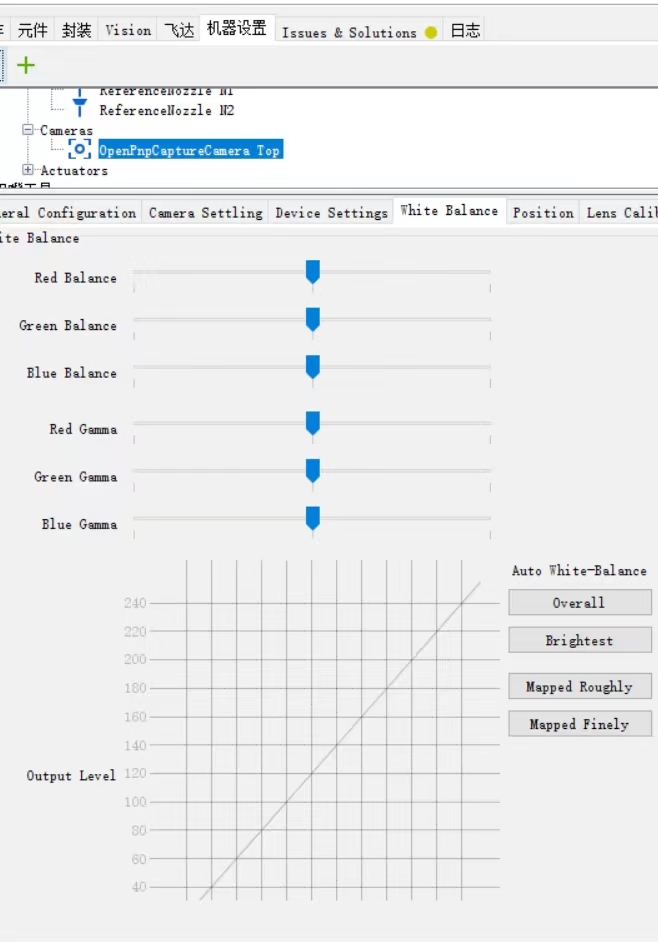 元件 封装 Vision 飞达 机器设置 Issues & Solutions 日志
ReferenceNozzle N1
ReferenceNozzle N2
Cameras
OpenPnpCaptureCamera Top
Actuators
eral Configuration Camera Settling Device Settings White Balance Position Lens Calib
ite Balance
Red Balance
Green Balance
Blue Balance
Red Gamma
Green Gamma
Blue Gamma
Auto White-Balance
240
Overall
220
Brightest
200
180
Mapped Roughly
160
Mapped Finely
140
Output Level 120
100
80
60
40